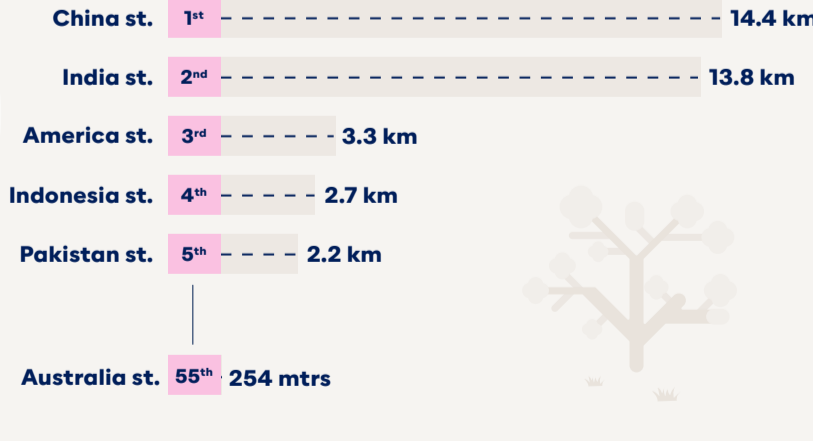 China st. 1st 14.4 km
India st. 2nd 13.8 km
America st. 3rd 3.3 km
Indonesia st. 4th 2.7 km
Pakistan st. 5th 2.2 km
Australia st. 55th 254 mtrs